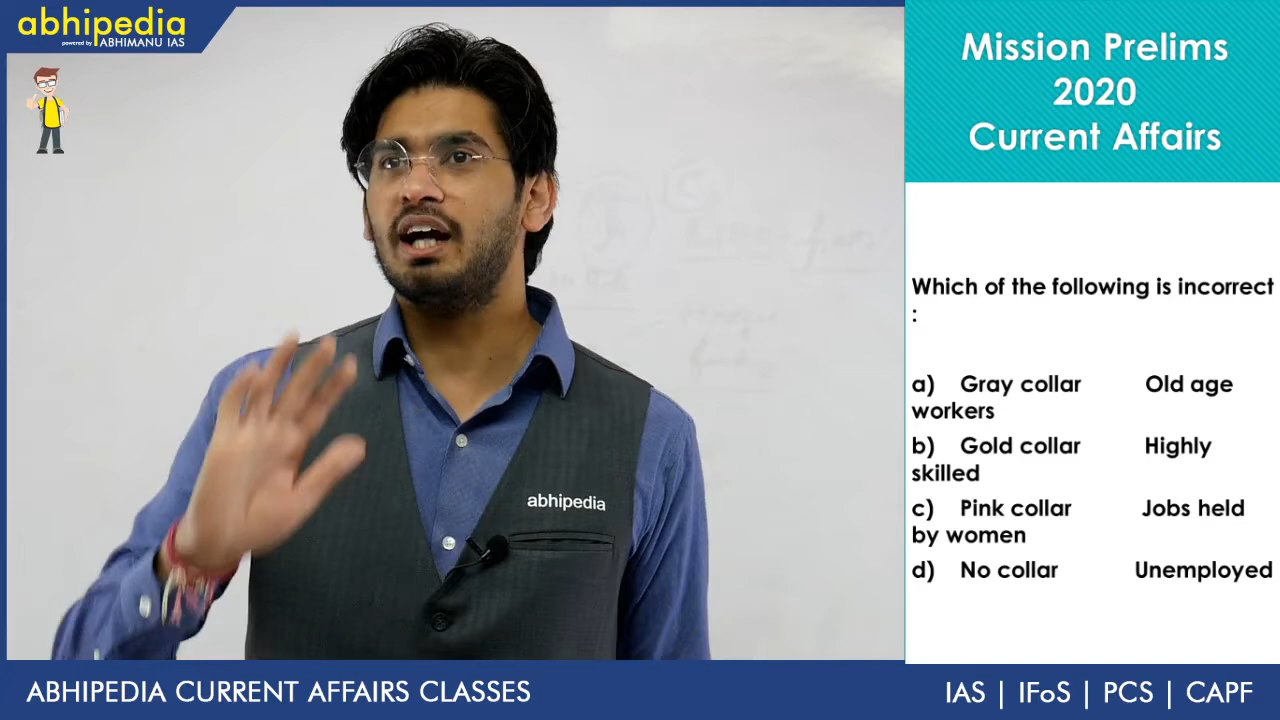 abhipedia
powered by ABHIMANU IAS
Mission Prelims
2020
Current Affairs
Which of the following is incorrect
:
a) Gray collar Old age
workers
b) Gold collar Highly
skilled
c) Pink collar Jobs held
by women
d) No collar Unemployed
abhipedia
ABHIPEDIA CURRENT AFFAIRS CLASSES
IAS | IFoS | PCS | CAPF